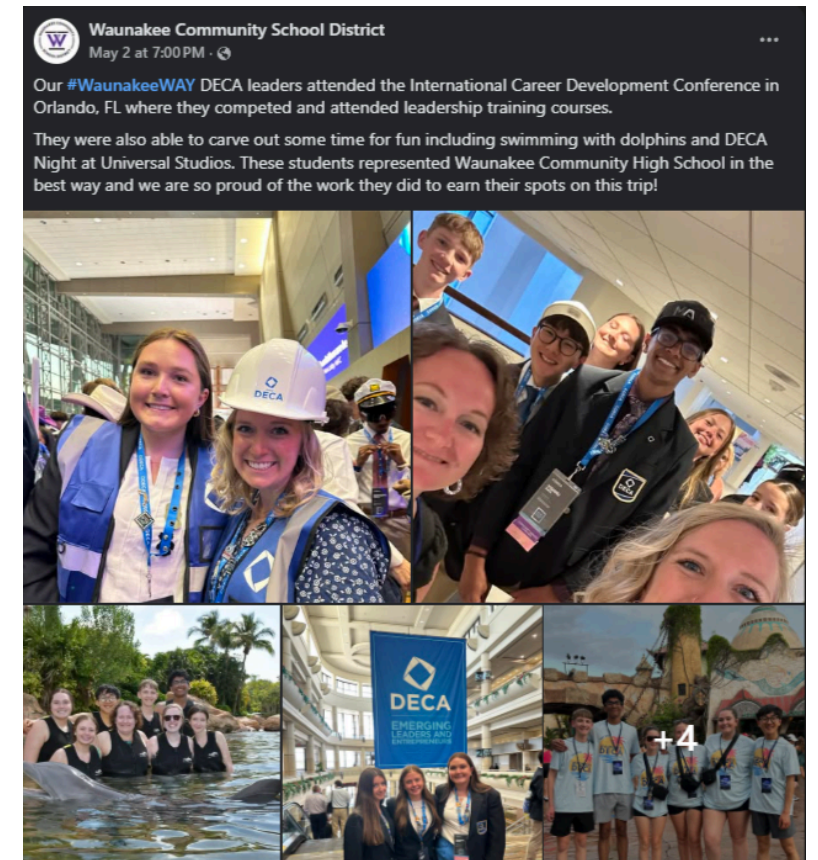 Waunakee Community School District
May 2 at 7:00 PM ·
Our #WaunakeeWAY DECA leaders attended the International Career Development Conference in
Orlando, FL where they competed and attended leadership training courses.
They were also able to carve out some time for fun including swimming with dolphins and DECA
Night at Universal Studios. These students represented Waunakee Community High School in the
best way and we are so proud of the work they did to earn their spots on this trip!
DECA
DECA
DECA
EMERGING
LEADERS AND
ENTREPRENEURS
+4